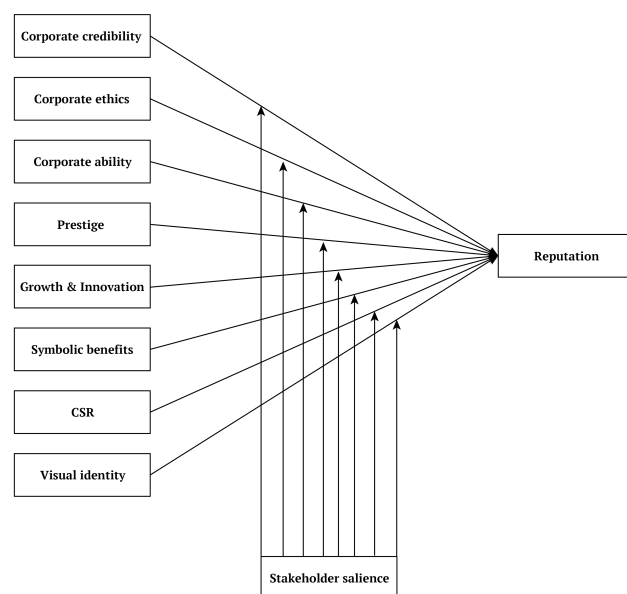 Corporate credibility
Corporate ethics
Corporate ability
Prestige
Reputation
Growth & Innovation
Symbolic benefits
CSR
Visual identity
Stakeholder salience